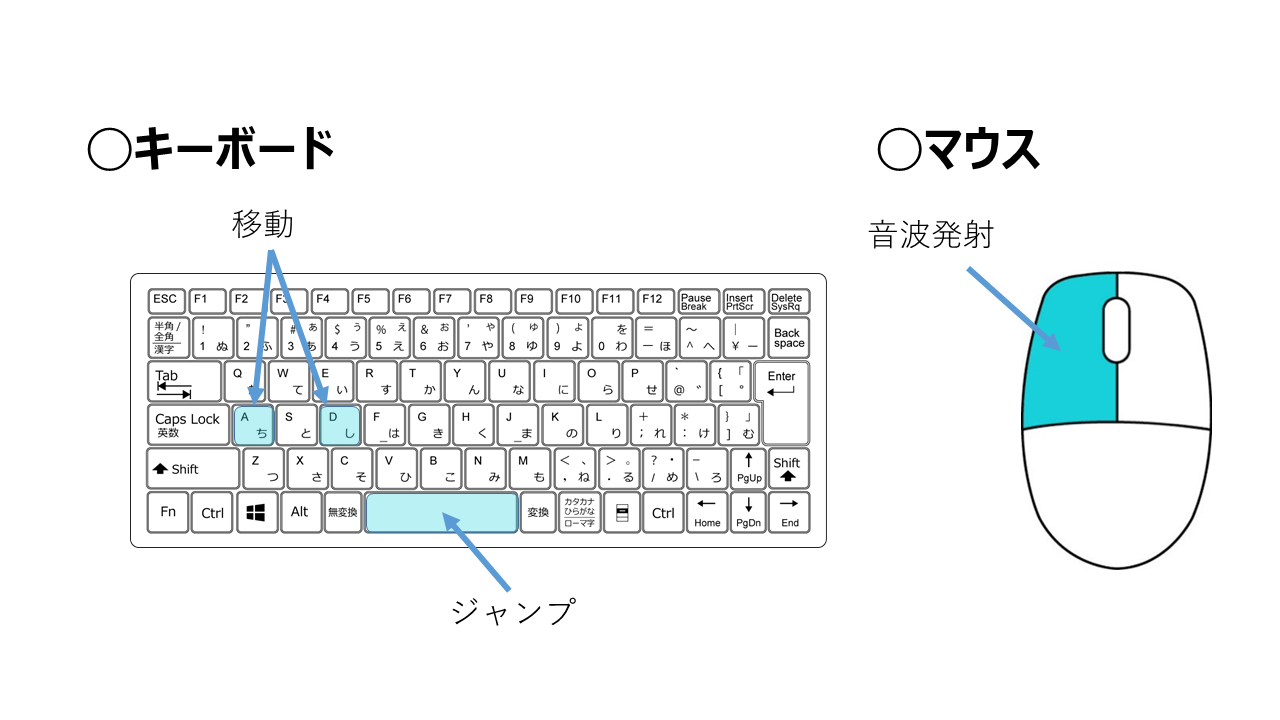 ○キーボード
○マウス
移動
音波発射
ESC F1 F2 F3 F4 F5 F6 F7 F8 F9 F10 F11 F12 Pause Break Insert PrtScr Delete SysRq
半角/全角 漢字 ! 1 ぬ " 2 ふ # ぁ 3 あ $ ぅ 4 う % ぇ 5 え & ぉ 6 お ' ゃ 7 や ( ゅ 8 ゆ ) ょ 9 よ を 0 わ = ー ほ ~ ^ へ | ¥ ー Back space
Tab Q W て E い R す T か Y ん U な I に O ら P せ ` @ ゛ { 「 [ ° Enter
Caps Lock 英数 A ち S と D し F _は G き H く J _ま K の L り + ; れ * : け } 」 ] む
Shift Z つ X さ C そ V ひ B こ N み M も < 、 , ね > 。 . る ? ・ / め − \ ろ ↑ PgUp Shift
Fn Ctrl Alt 無変換 変換 カタカナ ひらがな ローマ字 Ctrl ← Home ↓ PgDn → End
ジャンプ